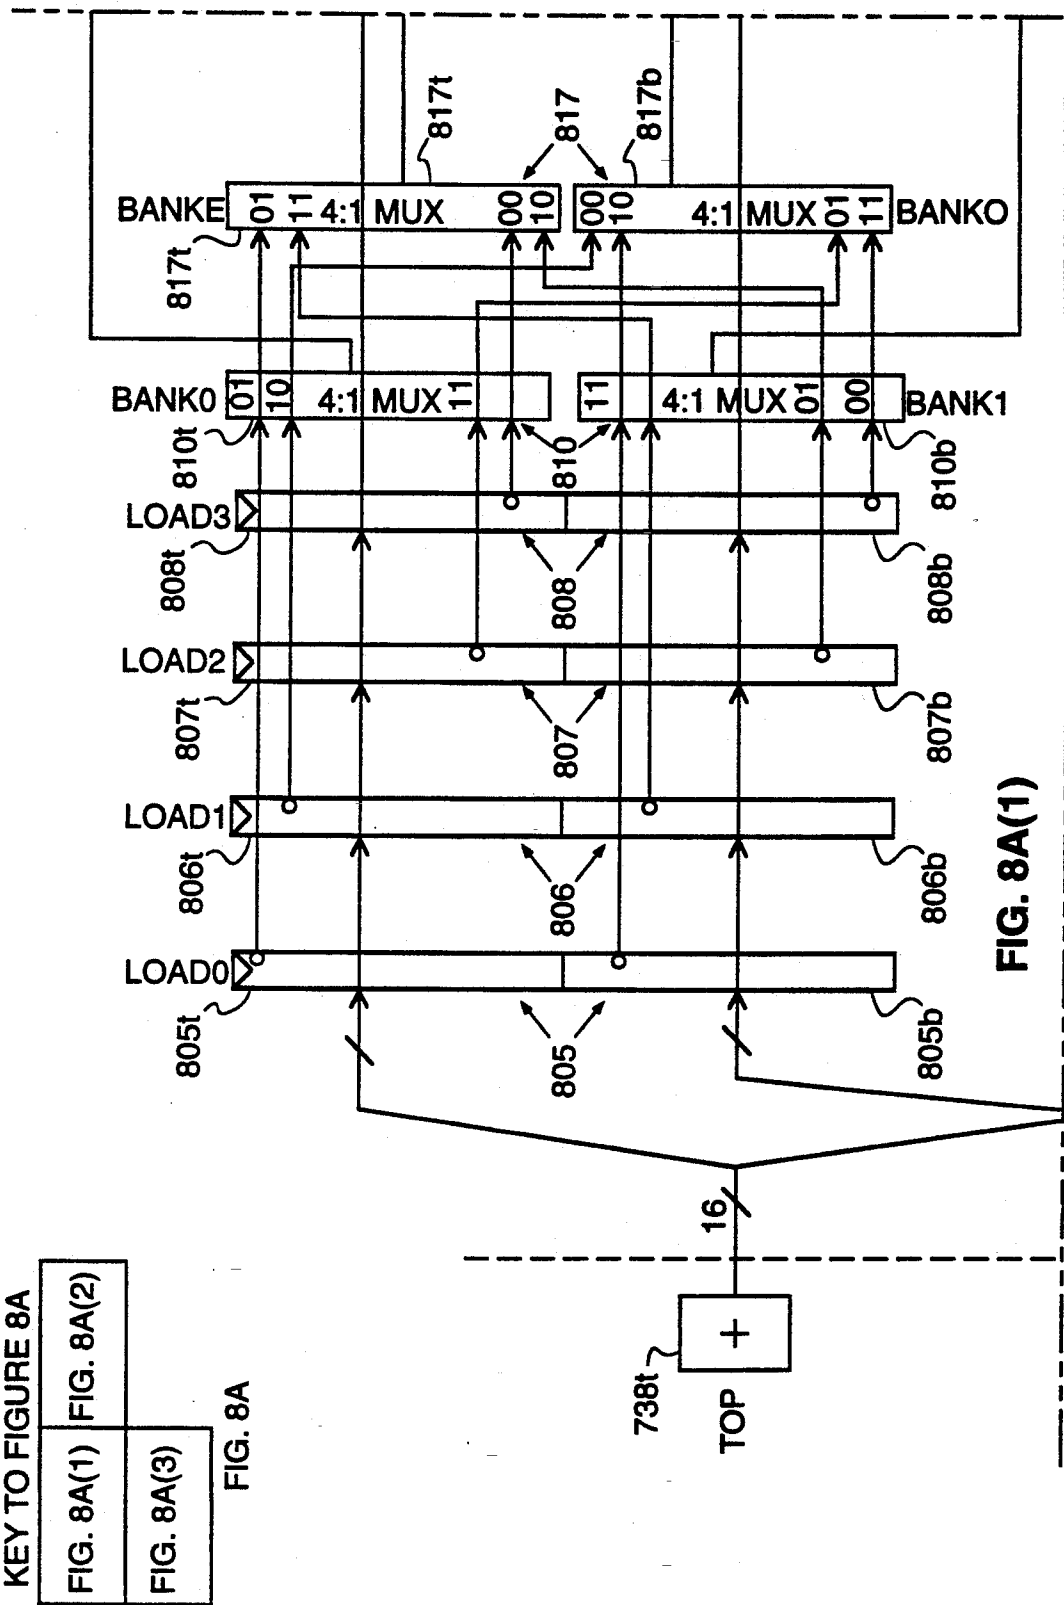 KEY TO FIGURE 8A
FIG. 8A(1) FIG. 8A(2)
FIG. 8A(3)
FIG. 8A
738t
+
TOP
16
LOAD0
805t
805
805b
LOAD1
806t
806
806b
LOAD2
807t
807
807b
LOAD3
808t
808
808b
BANK0
810t
01
10
4:1 MUX
11
810
11
4:1 MUX
01
00
BANK1
810b
BANKE
817t
01
11
4:1 MUX
00
10
817t
817
00
10
4:1 MUX
01
11
BANKO
817b
FIG. 8A(1)